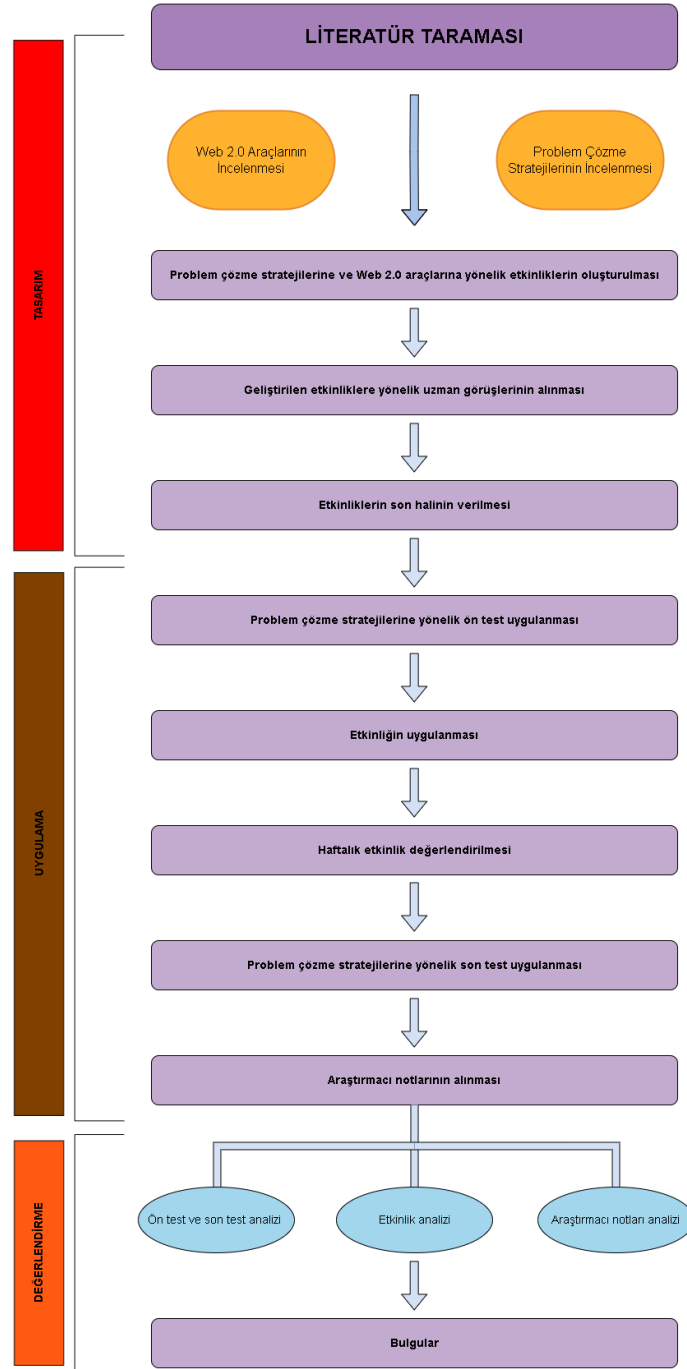 LİTERATÜR TARAMASI
TASARIM
Web 2.0 Araçlarının
İncelenmesi
Problem Çözme
Stratejilerinin İncelenmesi
Problem çözme stratejilerine ve Web 2.0 araçlarına yönelik etkinliklerin oluşturulması
Geliştirilen etkinliklere yönelik uzman görüşlerinin alınması
Etkinliklerin son halinin verilmesi
UYGULAMA
Problem çözme stratejilerine yönelik ön test uygulanması
Etkinliğin uygulanması
Haftalık etkinlik değerlendirilmesi
Problem çözme stratejilerine yönelik son test uygulanması
Araştırmacı notlarının alınması
DEĞERLENDİRME
Ön test ve son test analizi
Etkinlik analizi
Araştırmacı notları analizi
Bulgular